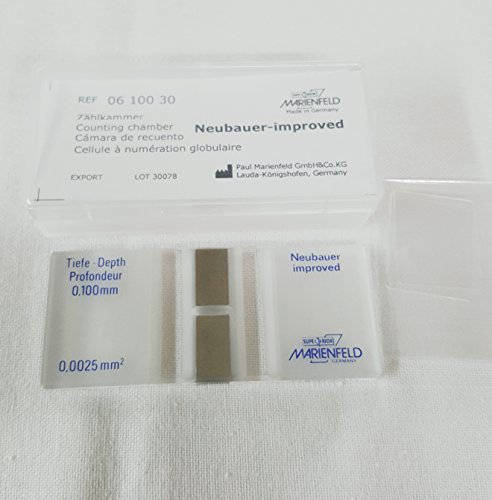 REF 06 100 30
Zählkammer
Counting chamber
Cámara de recuento
Cellule à numération globulaire
Neubauer-improved
SUPERIOR
MARIENFELD
Made in Germany
EXPORT LOT 30078
Paul Marienfeld GmbH&Co.KG
Lauda-Königshofen, Germany
Tiefe · Depth
Profondeur
0,100mm
0,0025 mm²
Neubauer
improved
SUPERIOR
MARIENFELD
GERMANY